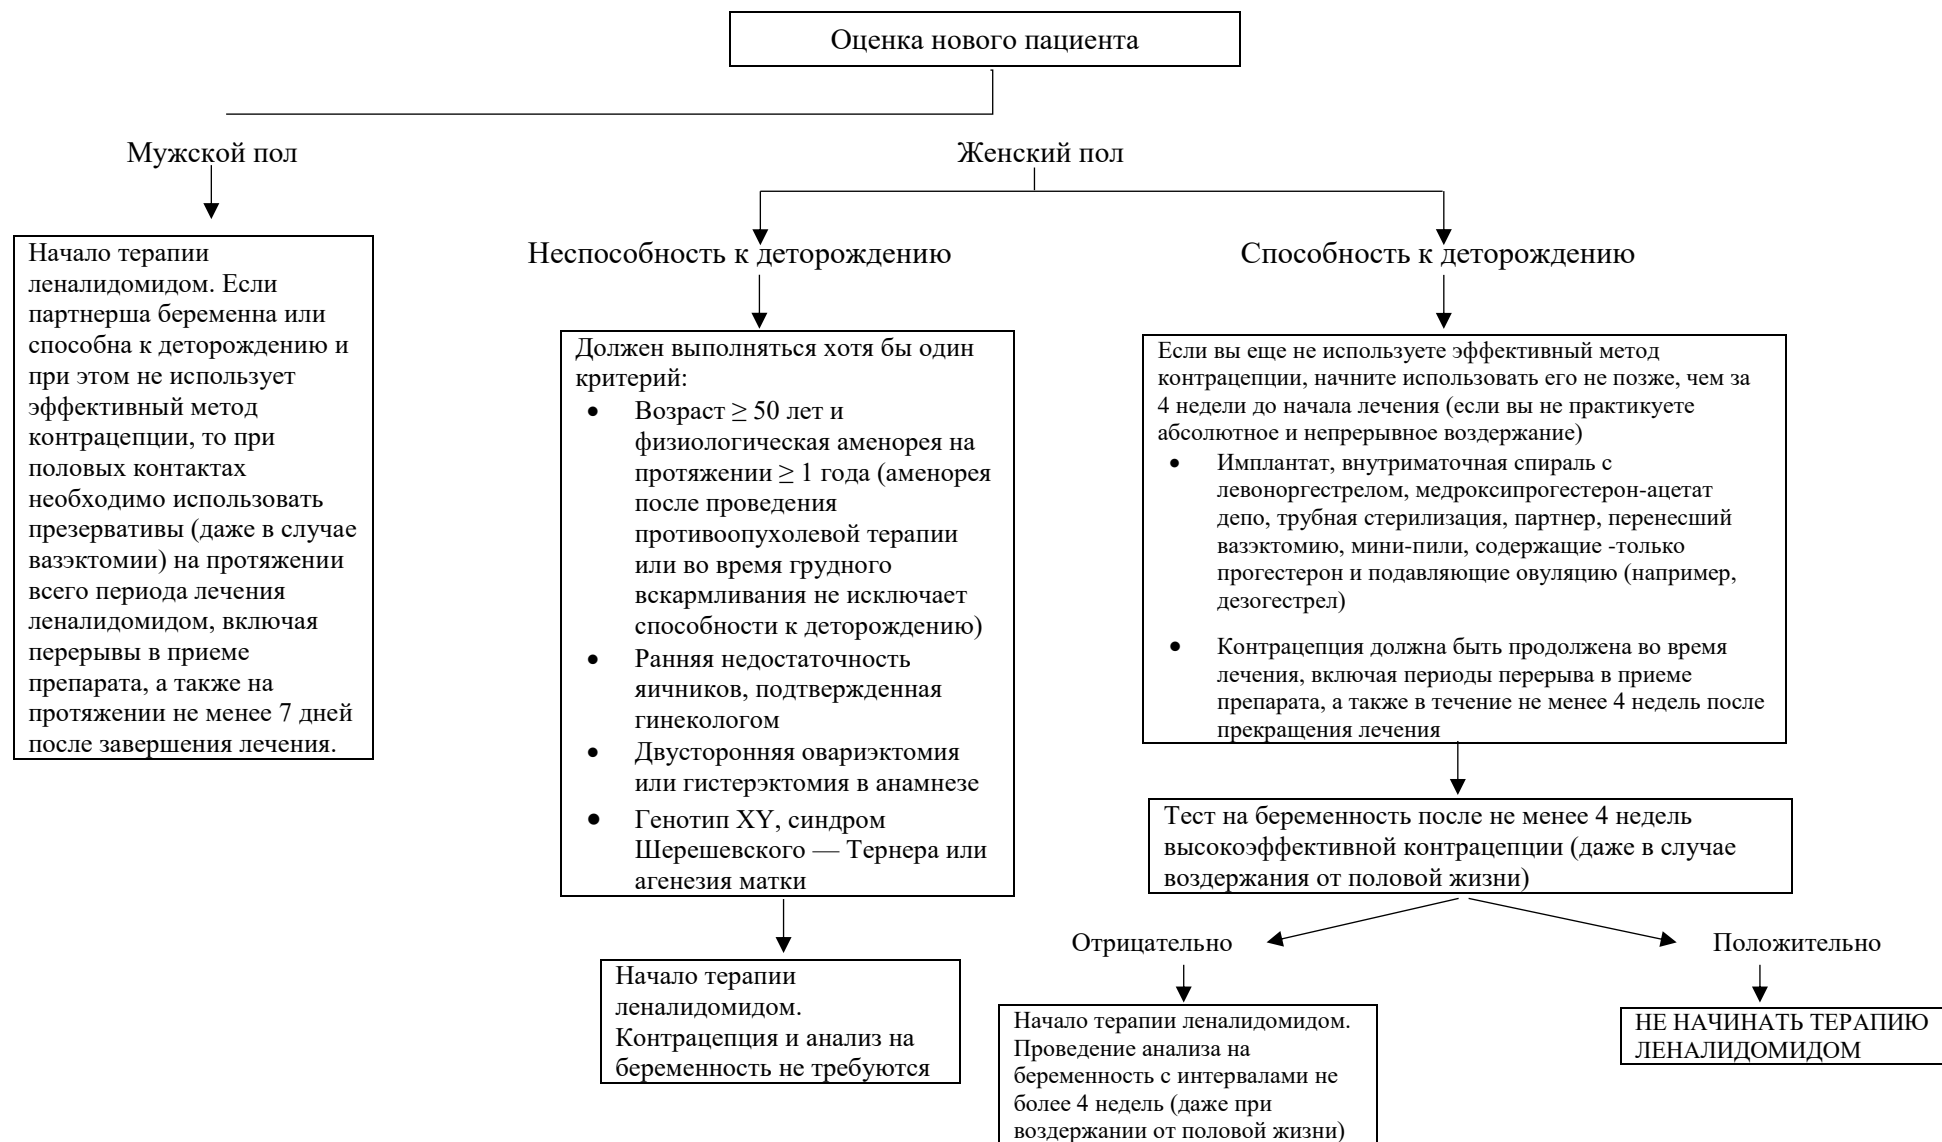 Оценка нового пациента
Мужской пол
Женский пол
Начало терапии
леналидомидом. Если
партнерша беременна или
способна к деторождению и
при этом не использует
эффективный метод
контрацепции, то при
половых контактах
необходимо использовать
презервативы (даже в случае
вазэктомии) на протяжении
всего периода лечения
леналидомидом, включая
перерывы в приеме
препарата, а также на
протяжении не менее 7 дней
после завершения лечения.
Неспособность к деторождению
Должен выполняться хотя бы один
критерий:
• Возраст ≥ 50 лет и
физиологическая аменорея на
протяжении ≥ 1 года (аменорея
после проведения
противоопухолевой терапии
или во время грудного
вскармливания не исключает
способности к деторождению)
• Ранняя недостаточность
яичников, подтвержденная
гинекологом
• Двусторонняя овариэктомия
или гистерэктомия в анамнезе
• Генотип XY, синдром
Шерешевского — Тернера или
агенезия матки
Начало терапии
леналидомидом.
Контрацепция и анализ на
беременность не требуются
Способность к деторождению
Если вы еще не используете эффективный метод
контрацепции, начните использовать его не позже, чем за
4 недели до начала лечения (если вы не практикуете
абсолютное и непрерывное воздержание)
• Имплантат, внутриматочная спираль с
левоноргестрелом, медроксипрогестерон-ацетат
депо, трубная стерилизация, партнер, перенесший
вазэктомию, мини-пили, содержащие -только
прогестерон и подавляющие овуляцию (например,
дезогестрел)
• Контрацепция должна быть продолжена во время
лечения, включая периоды перерыва в приеме
препарата, а также в течение не менее 4 недель после
прекращения лечения
Тест на беременность после не менее 4 недель
высокоэффективной контрацепции (даже в случае
воздержания от половой жизни)
Отрицательно
Положительно
Начало терапии леналидомидом.
Проведение анализа на
беременность с интервалами не
более 4 недель (даже при
воздержании от половой жизни)
НЕ НАЧИНАТЬ ТЕРАПИЮ
ЛЕНАЛИДОМИДОМ